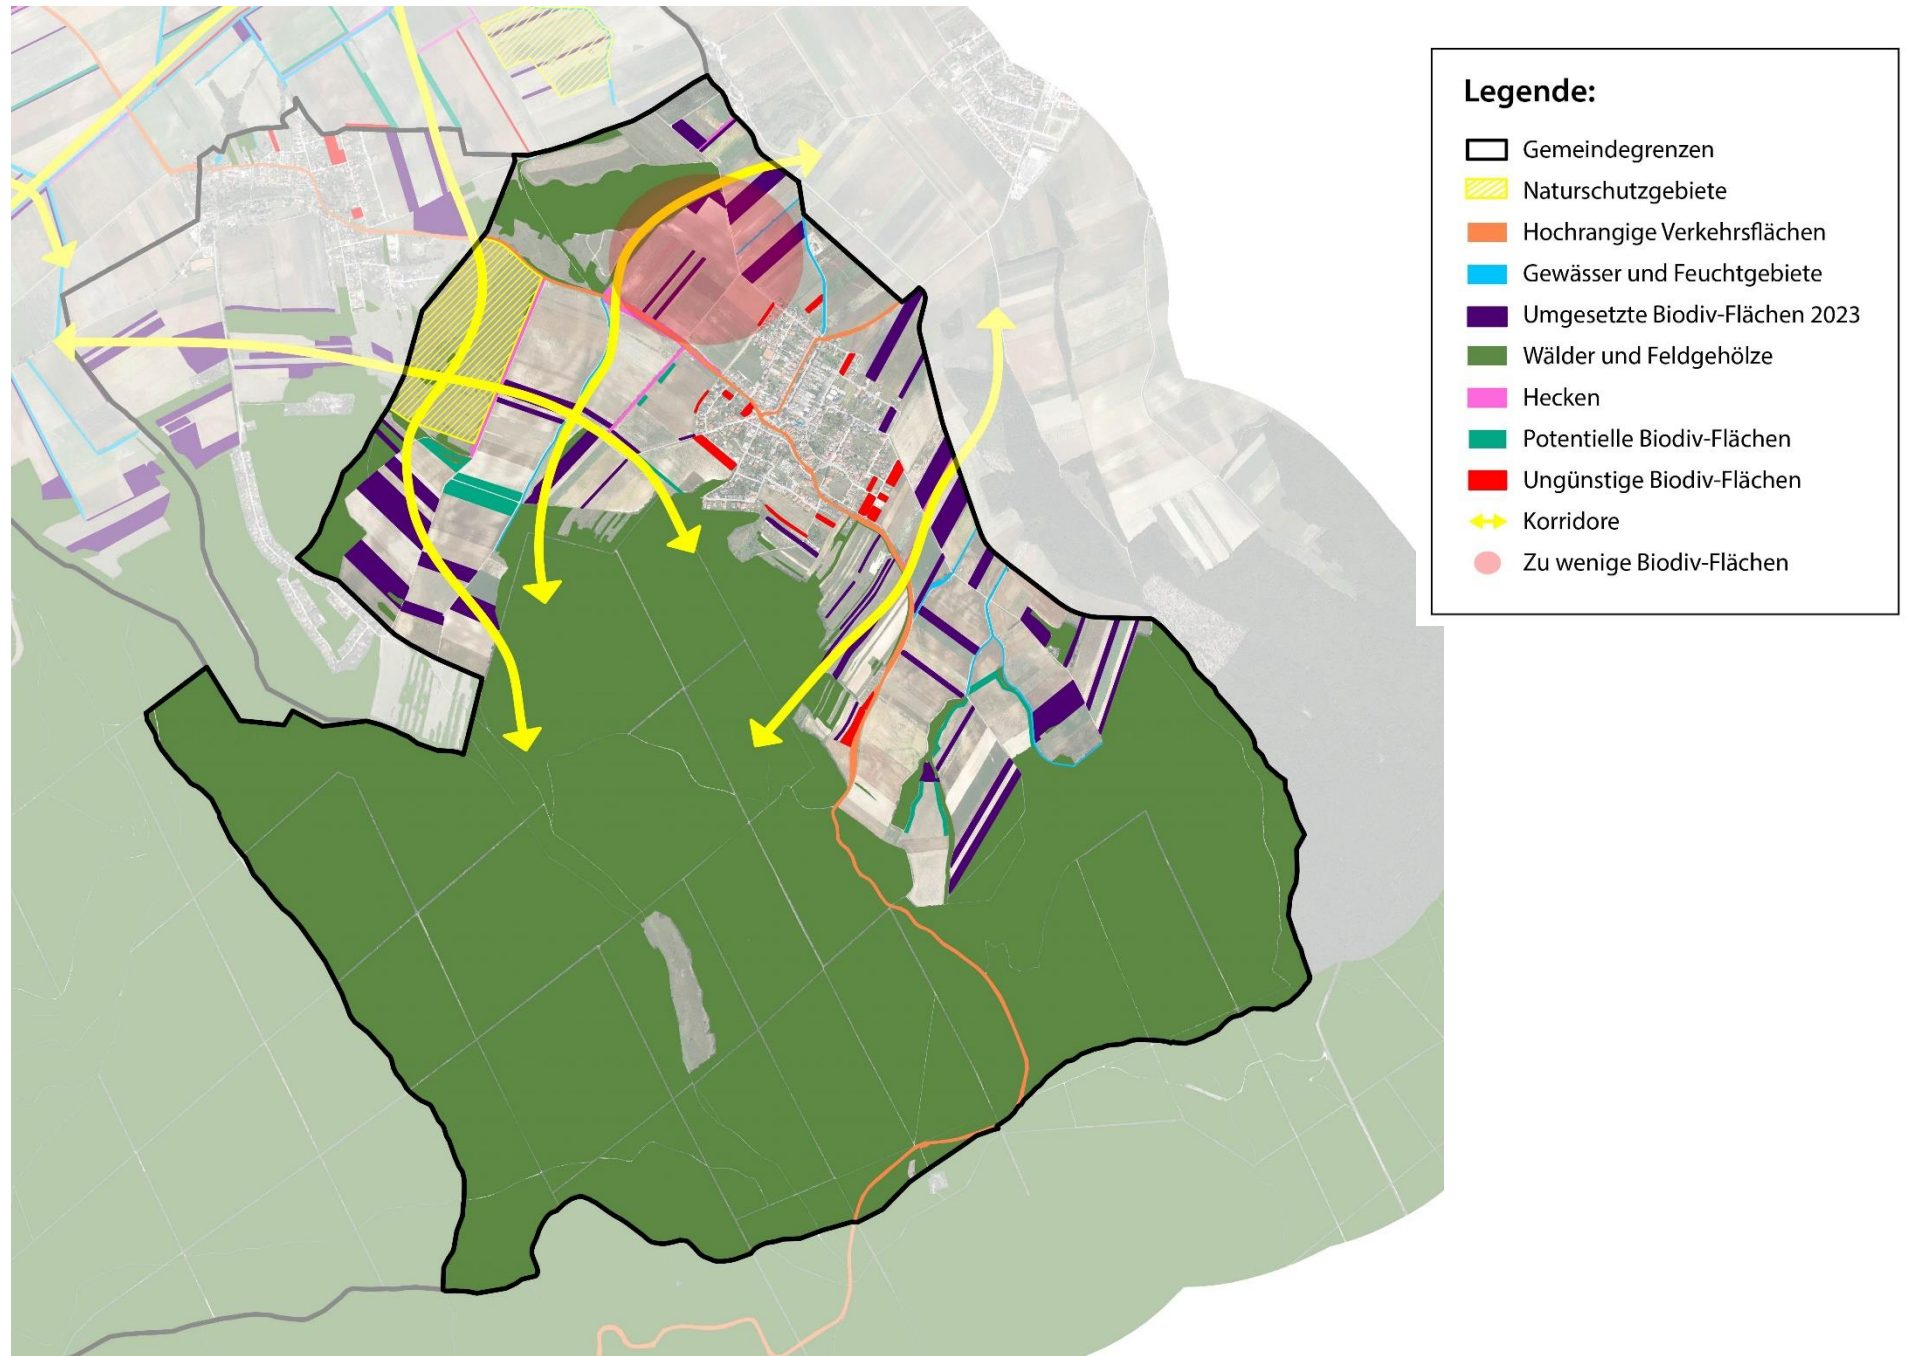 Legende:
Gemeindegrenzen
Naturschutzgebiete
Hochrangige Verkehrsflächen
Gewässer und Feuchtgebiete
Umgesetzte Biodiv-Flächen 2023
Wälder und Feldgehölze
Hecken
Potentielle Biodiv-Flächen
Ungünstige Biodiv-Flächen
Korridore
Zu wenige Biodiv-Flächen